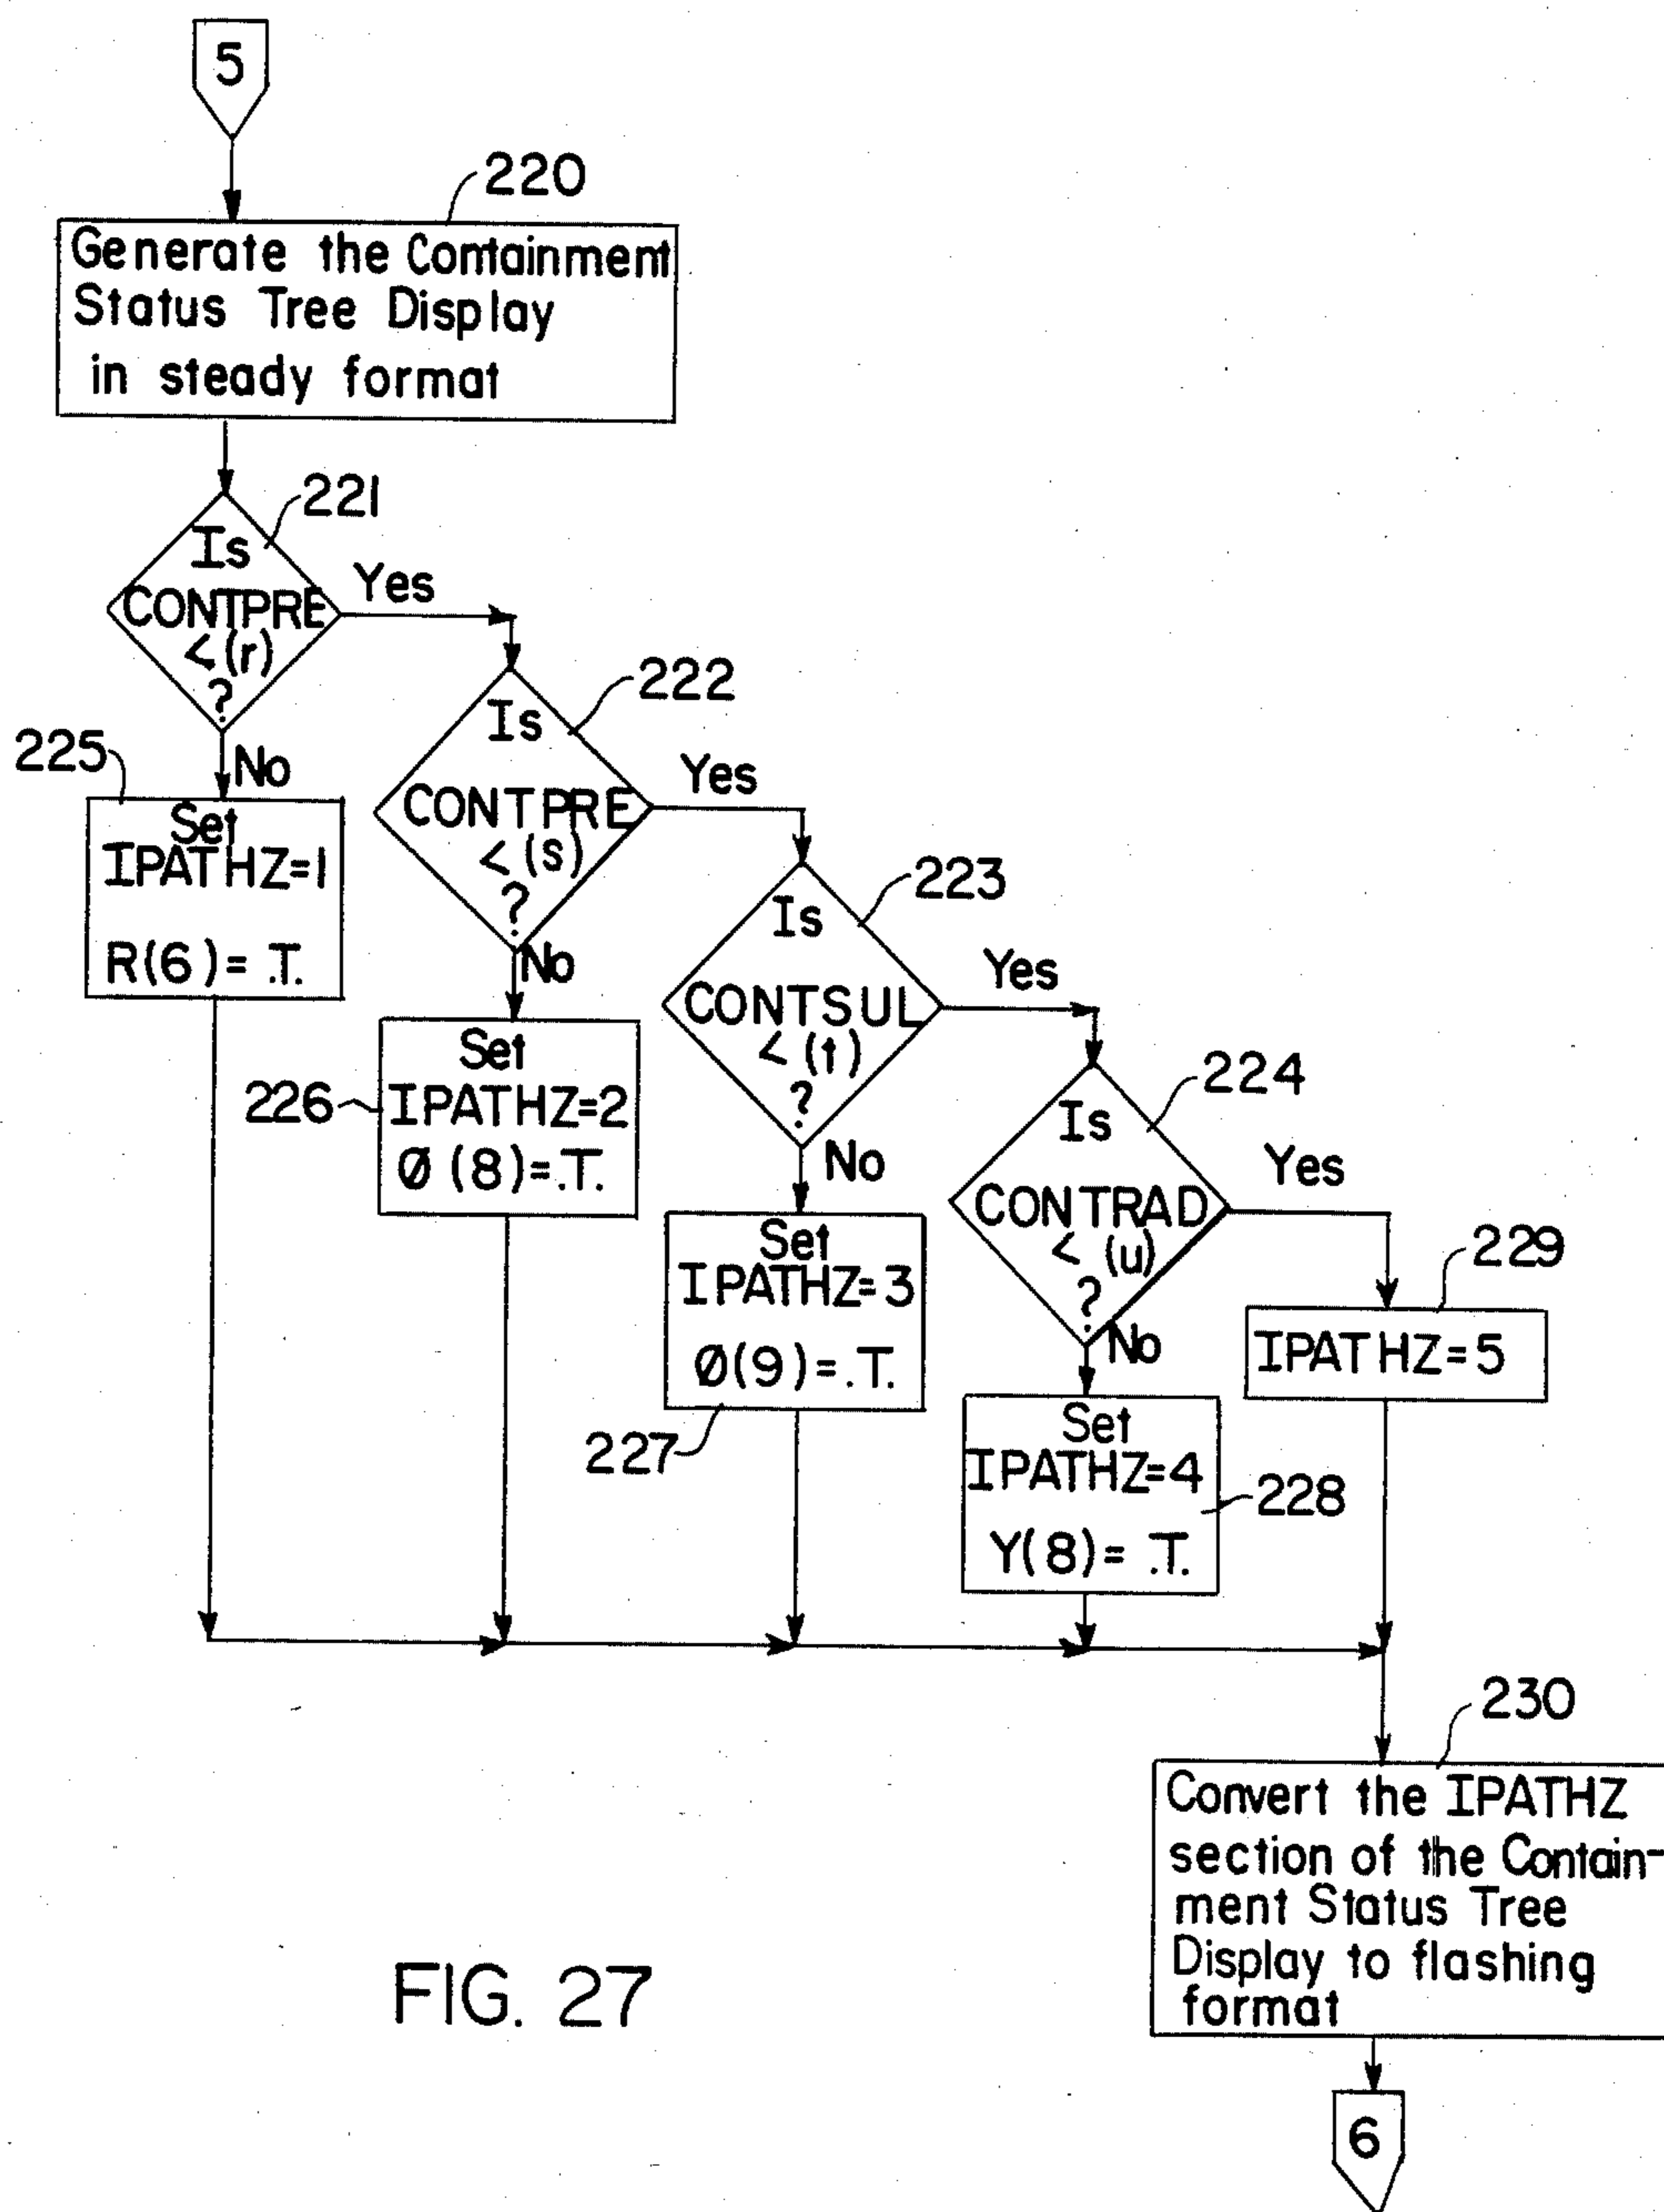 5
220
Generate the Containment
Status Tree Display
in steady format
221
Is
CONTPRE
<(r)
?
Yes
No
222
Is
CONTPRE
<(s)
?
Yes
No
225
Set
IPATHZ=1
R(6)= .T.
223
Is
CONTSUL
<(t)
?
Yes
No
226
Set
IPATHZ=2
Ø(8)=.T.
224
Is
CONTRAD
<(u)
?
Yes
No
227
Set
IPATHZ=3
Ø(9)=.T.
229
IPATHZ=5
Set
IPATHZ=4
Y(8)= .T.
228
230
Convert the IPATHZ
section of the Contain-
ment Status Tree
Display to flashing
format
6
FIG. 27